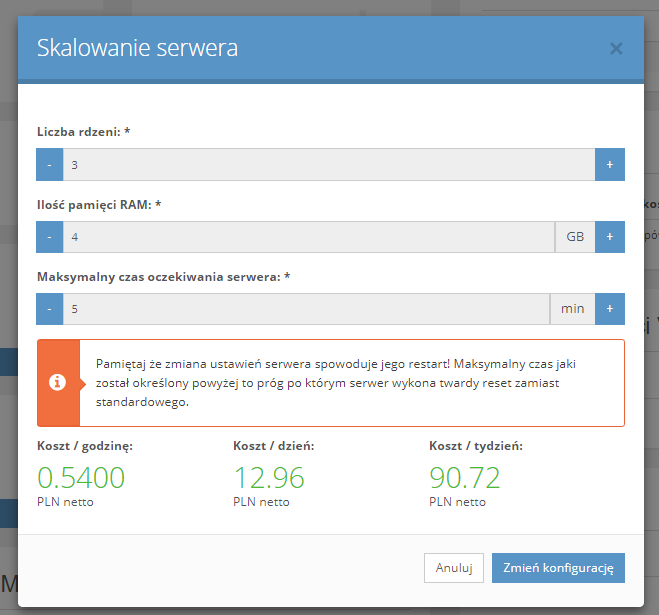 Skalowanie serwera ×
Liczba rdzeni: *
- 3 +
Ilość pamięci RAM: *
- 4 GB +
Maksymalny czas oczekiwania serwera: *
- 5 min +
Pamiętaj że zmiana ustawień serwera spowoduje jego restart! Maksymalny czas jaki
został określony powyżej to próg po którym serwer wykona twardy reset zamiast
standardowego.
Koszt / godzinę: Koszt / dzień: Koszt / tydzień:
0.5400 12.96 90.72
PLN netto PLN netto PLN netto
Anuluj Zmień konfigurację